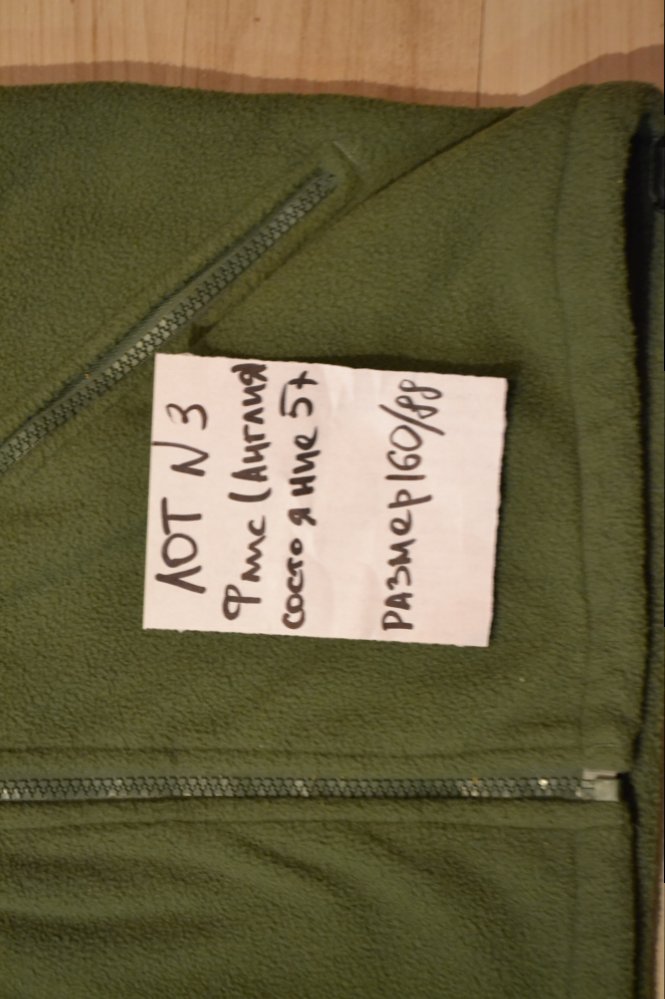 ЛОТ N 3
Флис (Англия
состояние 5+
размер 160/88